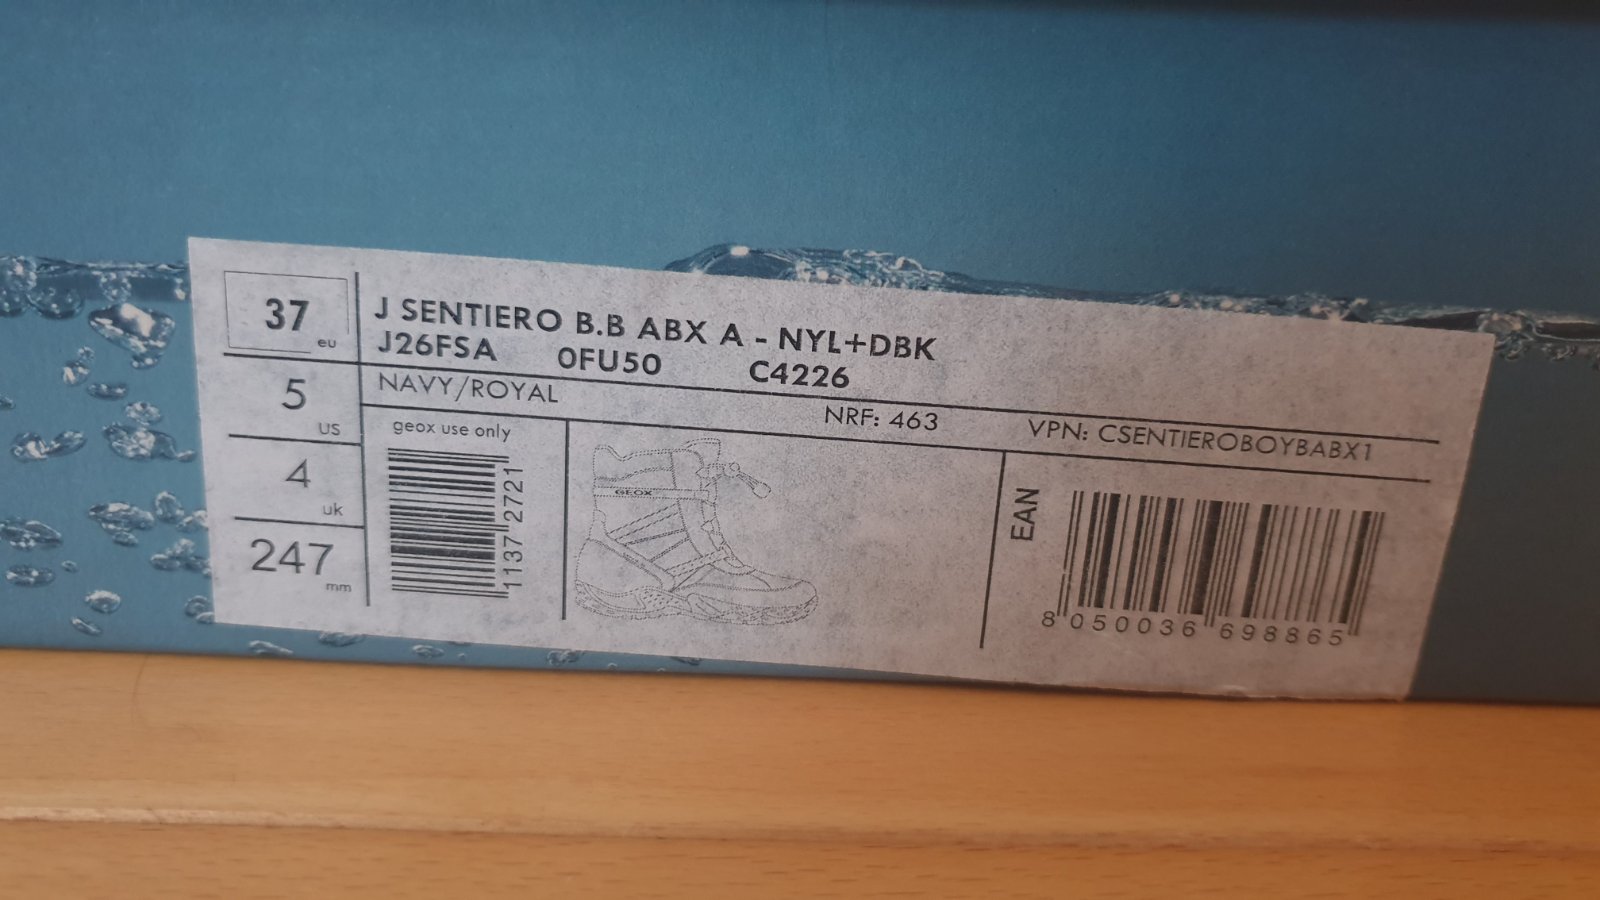 37 eu
J SENTIERO B.B ABX A - NYL+DBK
J26FSA 0FU50 C4226
5 US
NAVY/ROYAL NRF: 463 VPN: CSENTIEROBOYBABX1
4 uk
247 mm
geox use only
1137 2721
GEOX
EAN
8 050036 698865